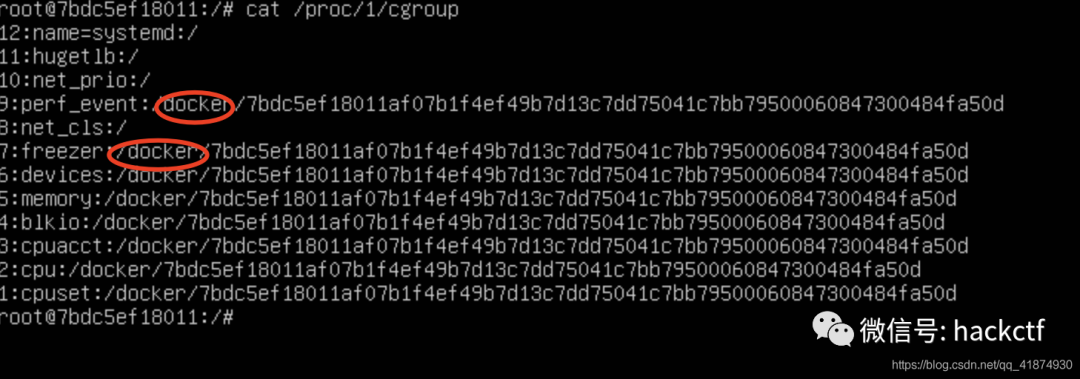 root@7bdc5ef18011:/# cat /proc/1/cgroup
12:name=systemd:/
11:hugetlb:/
10:net_prio:/
9:perf_event:/docker/7bdc5ef18011af07b1f4ef49b7d13c7dd75041c7bb79500060847300484fa50d
8:net_cls:/
7:freezer:/docker/7bdc5ef18011af07b1f4ef49b7d13c7dd75041c7bb79500060847300484fa50d
6:devices:/docker/7bdc5ef18011af07b1f4ef49b7d13c7dd75041c7bb79500060847300484fa50d
5:memory:/docker/7bdc5ef18011af07b1f4ef49b7d13c7dd75041c7bb79500060847300484fa50d
4:blkio:/docker/7bdc5ef18011af07b1f4ef49b7d13c7dd75041c7bb79500060847300484fa50d
3:cpuacct:/docker/7bdc5ef18011af07b1f4ef49b7d13c7dd75041c7bb79500060847300484fa50d
2:cpu:/docker/7bdc5ef18011af07b1f4ef49b7d13c7dd75041c7bb79500060847300484fa50d
1:cpuset:/docker/7bdc5ef18011af07b1f4ef49b7d13c7dd75041c7bb79500060847300484fa50d
root@7bdc5ef18011:/#
微信号: hackctf
https://blog.csdn.net/qq_41874930